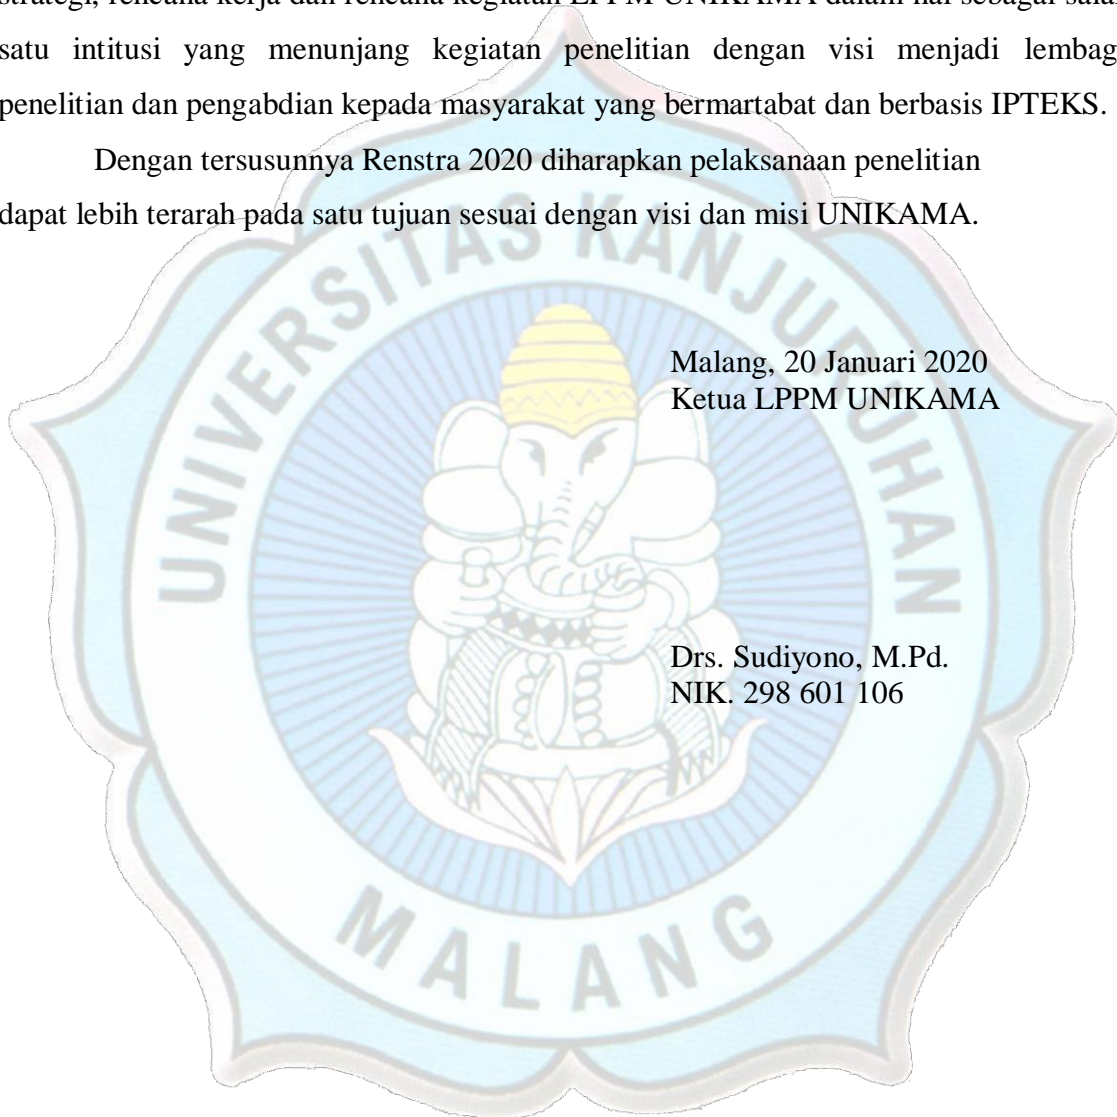 strategi, rencana kerja dan rencana kegiatan LPPM UNIKAMA dalam hal sebagai salah
satu intitusi yang menunjang kegiatan penelitian dengan visi menjadi lembag
penelitian dan pengabdian kepada masyarakat yang bermartabat dan berbasis IPTEKS.
Dengan tersusunnya Renstra 2020 diharapkan pelaksanaan penelitian
dapat lebih terarah pada satu tujuan sesuai dengan visi dan misi UNIKAMA.
UNIVERSITAS KANJURUHAN
Malang, 20 Januari 2020
Ketua LPPM UNIKAMA
Drs. Sudiyono, M.Pd.
NIK. 298 601 106
MALANG